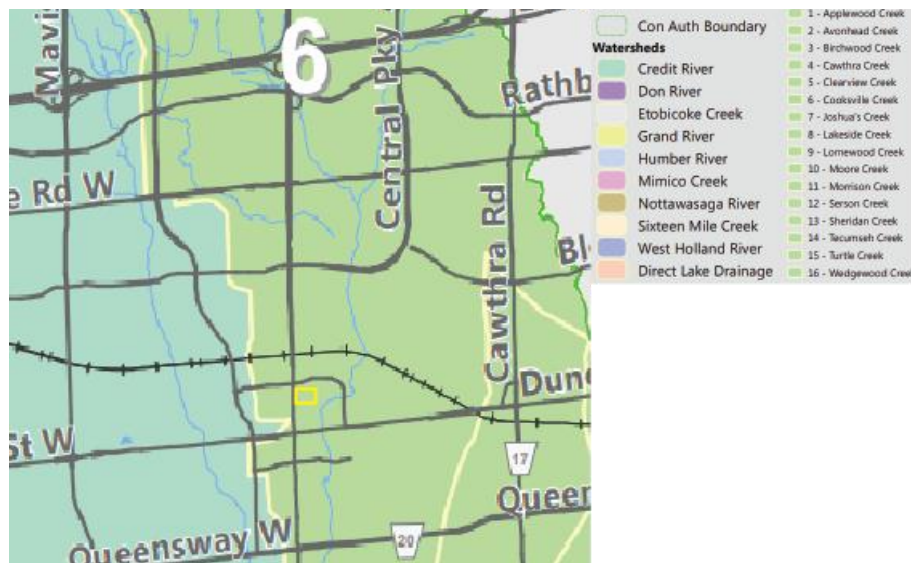 Mavis
6
Central Pky
Rathb
e Rd W
Cawthra Rd
Blo
Dund
St W
17
Queen
20
Queensway W
Con Auth Boundary
Watersheds
Credit River
Don River
Etobicoke Creek
Grand River
Humber River
Mimico Creek
Nottawasaga River
Sixteen Mile Creek
West Holland River
Direct Lake Drainage
1 - Applewood Creek
2 - Avonhead Creek
3 - Birchwood Creek
4 - Cawthra Creek
5 - Clearview Creek
6 - Cooksville Creek
7 - Joshua's Creek
8 - Lakeside Creek
9 - Lornewood Creek
10 - Moore Creek
11 - Morrison Creek
12 - Serson Creek
13 - Sheridan Creek
14 - Tecumseh Creek
15 - Turtle Creek
16 - Wedgewood Cree